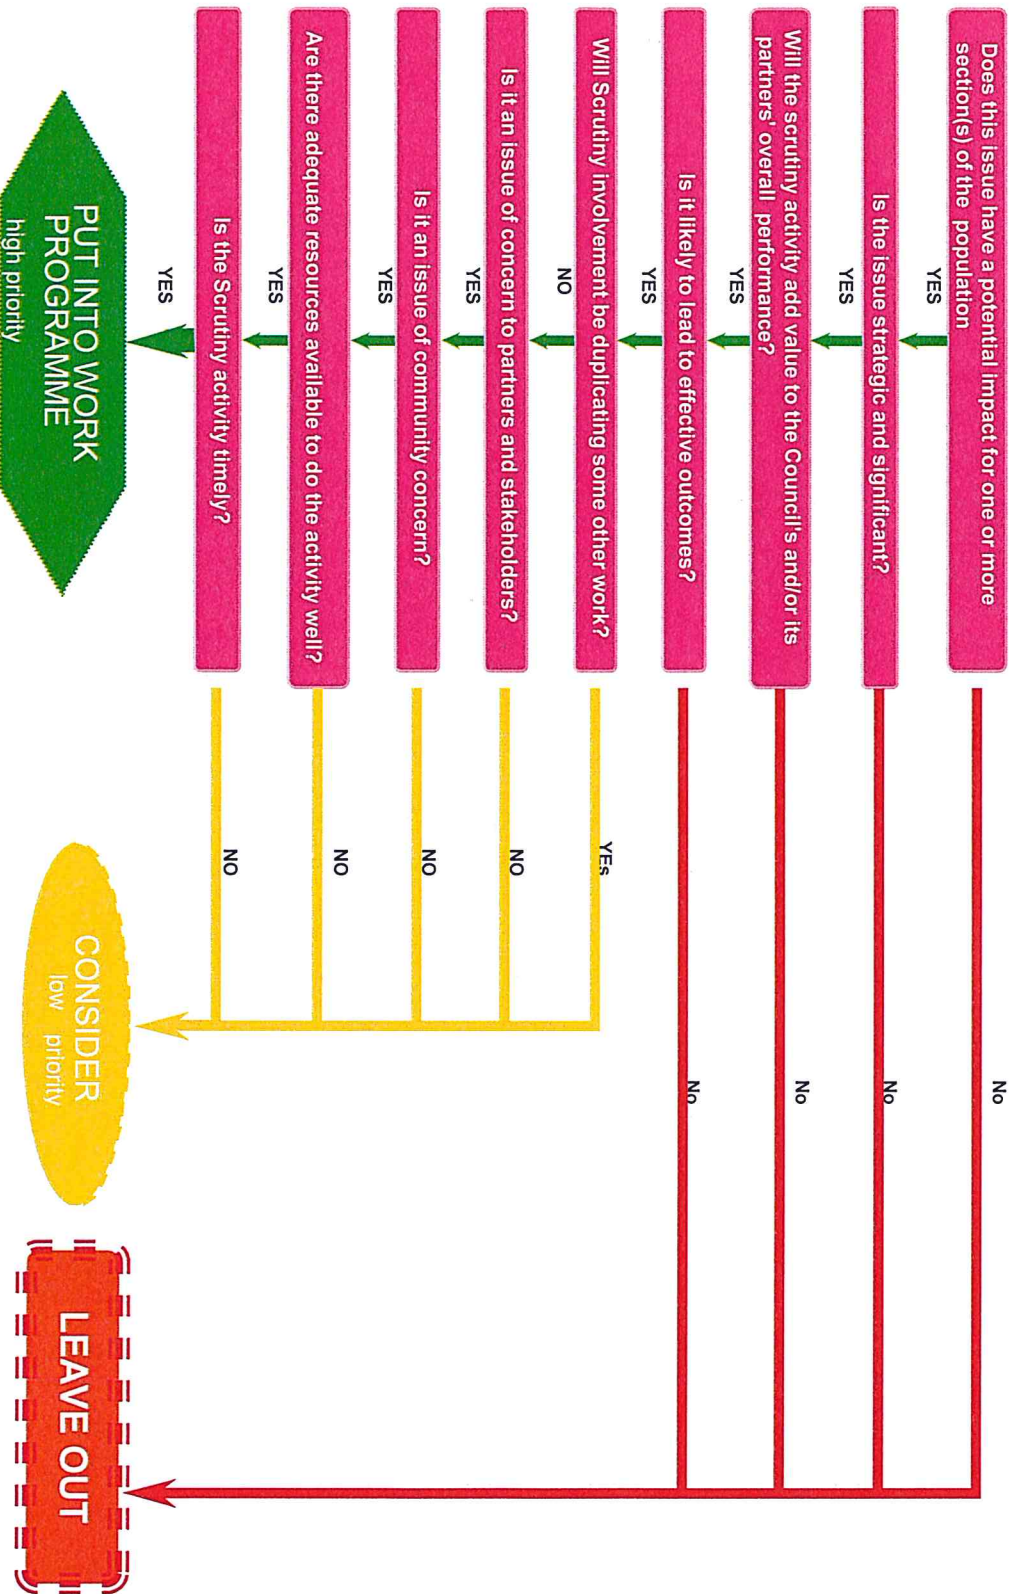 Does this issue have a potential impact for one or more
section(s) of the population
YES
No
Is the issue strategic and significant?
YES
No
Will the scrutiny activity add value to the Council's and/or its
partners' overall performance?
YES
No
Is it likely to lead to effective outcomes?
YES
No
Will Scrutiny involvement be duplicating some other work?
NO
YEs
Is it an issue of concern to partners and stakeholders?
YES
NO
Is it an issue of community concern?
YES
NO
Are there adequate resources available to do the activity well?
YES
NO
Is the Scrutiny activity timely?
YES
NO
PUT INTO WORK
PROGRAMME
high priority
CONSIDER
low priority
LEAVE OUT